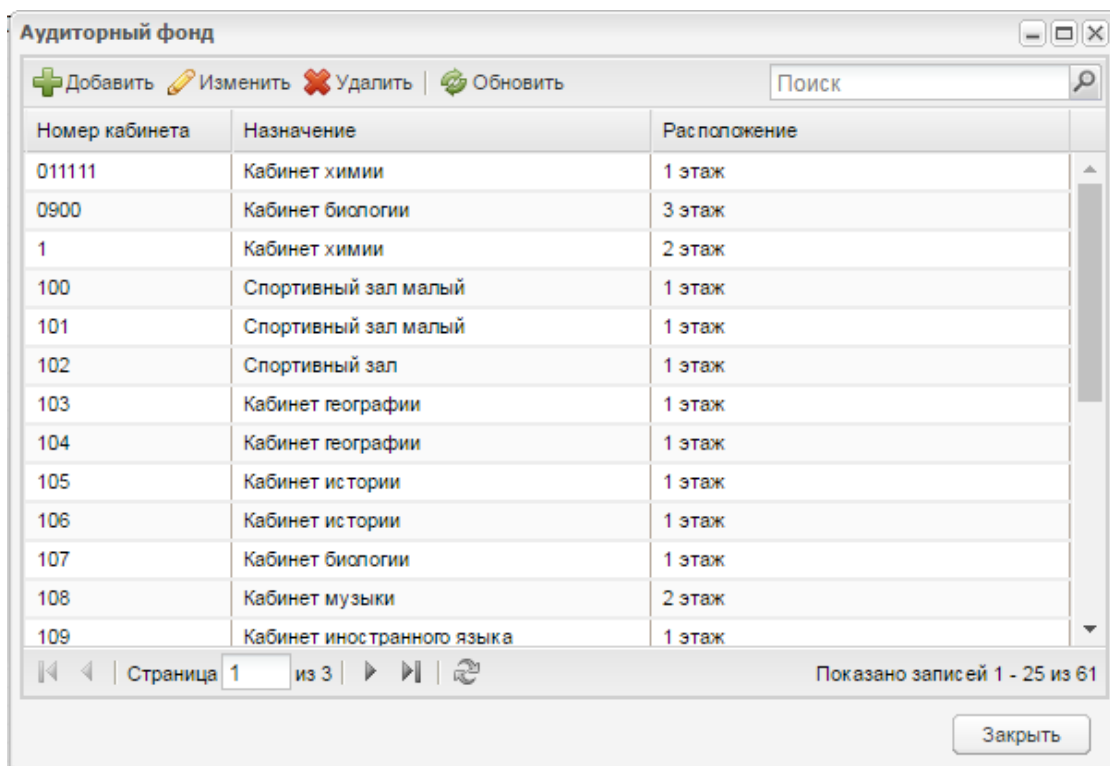 Аудиторный фонд
Добавить Изменить Удалить Обновить Поиск
Номер кабинета Назначение Расположение
011111 Кабинет химии 1 этаж
0900 Кабинет биологии 3 этаж
1 Кабинет химии 2 этаж
100 Спортивный зал малый 1 этаж
101 Спортивный зал малый 1 этаж
102 Спортивный зал 1 этаж
103 Кабинет географии 1 этаж
104 Кабинет географии 1 этаж
105 Кабинет истории 1 этаж
106 Кабинет истории 1 этаж
107 Кабинет биологии 1 этаж
108 Кабинет музыки 2 этаж
109 Кабинет иностранного языка 1 этаж
Страница 1 из 3 Показано записей 1 - 25 из 61
Закрыть